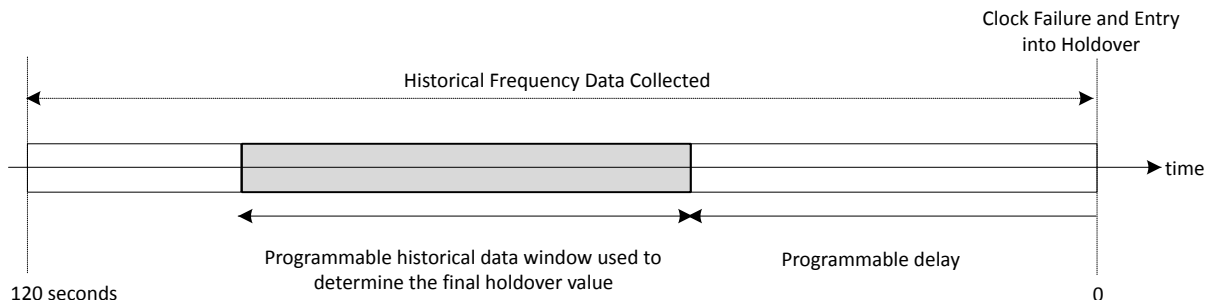 Clock Failure and Entry
into Holdover
Historical Frequency Data Collected
time
Programmable historical data window used to
determine the final holdover value
Programmable delay
120 seconds
0